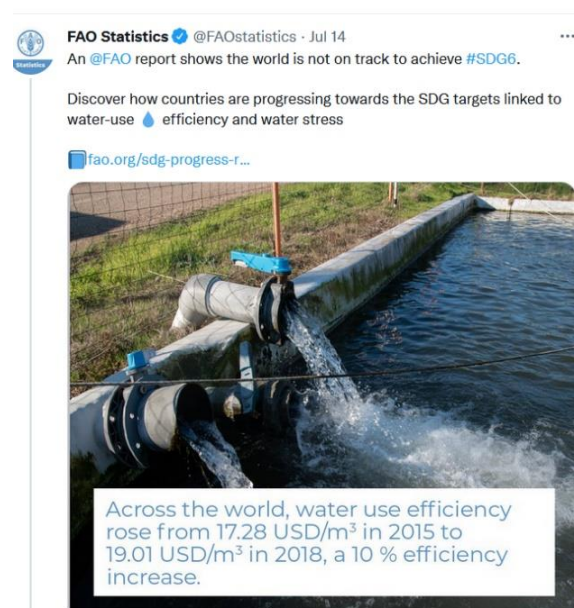 FAO Statistics @FAOstatistics · Jul 14 ...
An @FAO report shows the world is not on track to achieve #SDG6.
Discover how countries are progressing towards the SDG targets linked to
water-use 💧 efficiency and water stress
📘fao.org/sdg-progress-r...
FAO
Statistics
Across the world, water use efficiency
rose from 17.28 USD/m³ in 2015 to
19.01 USD/m³ in 2018, a 10 % efficiency
increase.